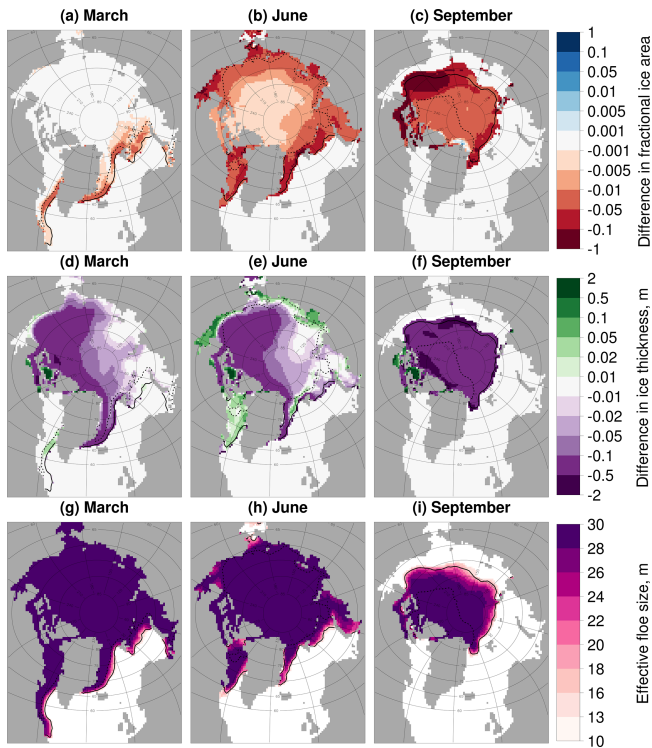 (a) March
(b) June
(c) September
1
0.1
0.05
0.01
0.005
0.001
-0.001
-0.005
-0.01
-0.05
-0.1
-1
Difference in fractional ice area
(d) March
(e) June
(f) September
2
0.5
0.1
0.05
0.02
0.01
-0.01
-0.02
-0.05
-0.1
-0.5
-2
Difference in ice thickness, m
(g) March
(h) June
(i) September
30
28
26
24
22
20
18
16
13
10
Effective floe size, m